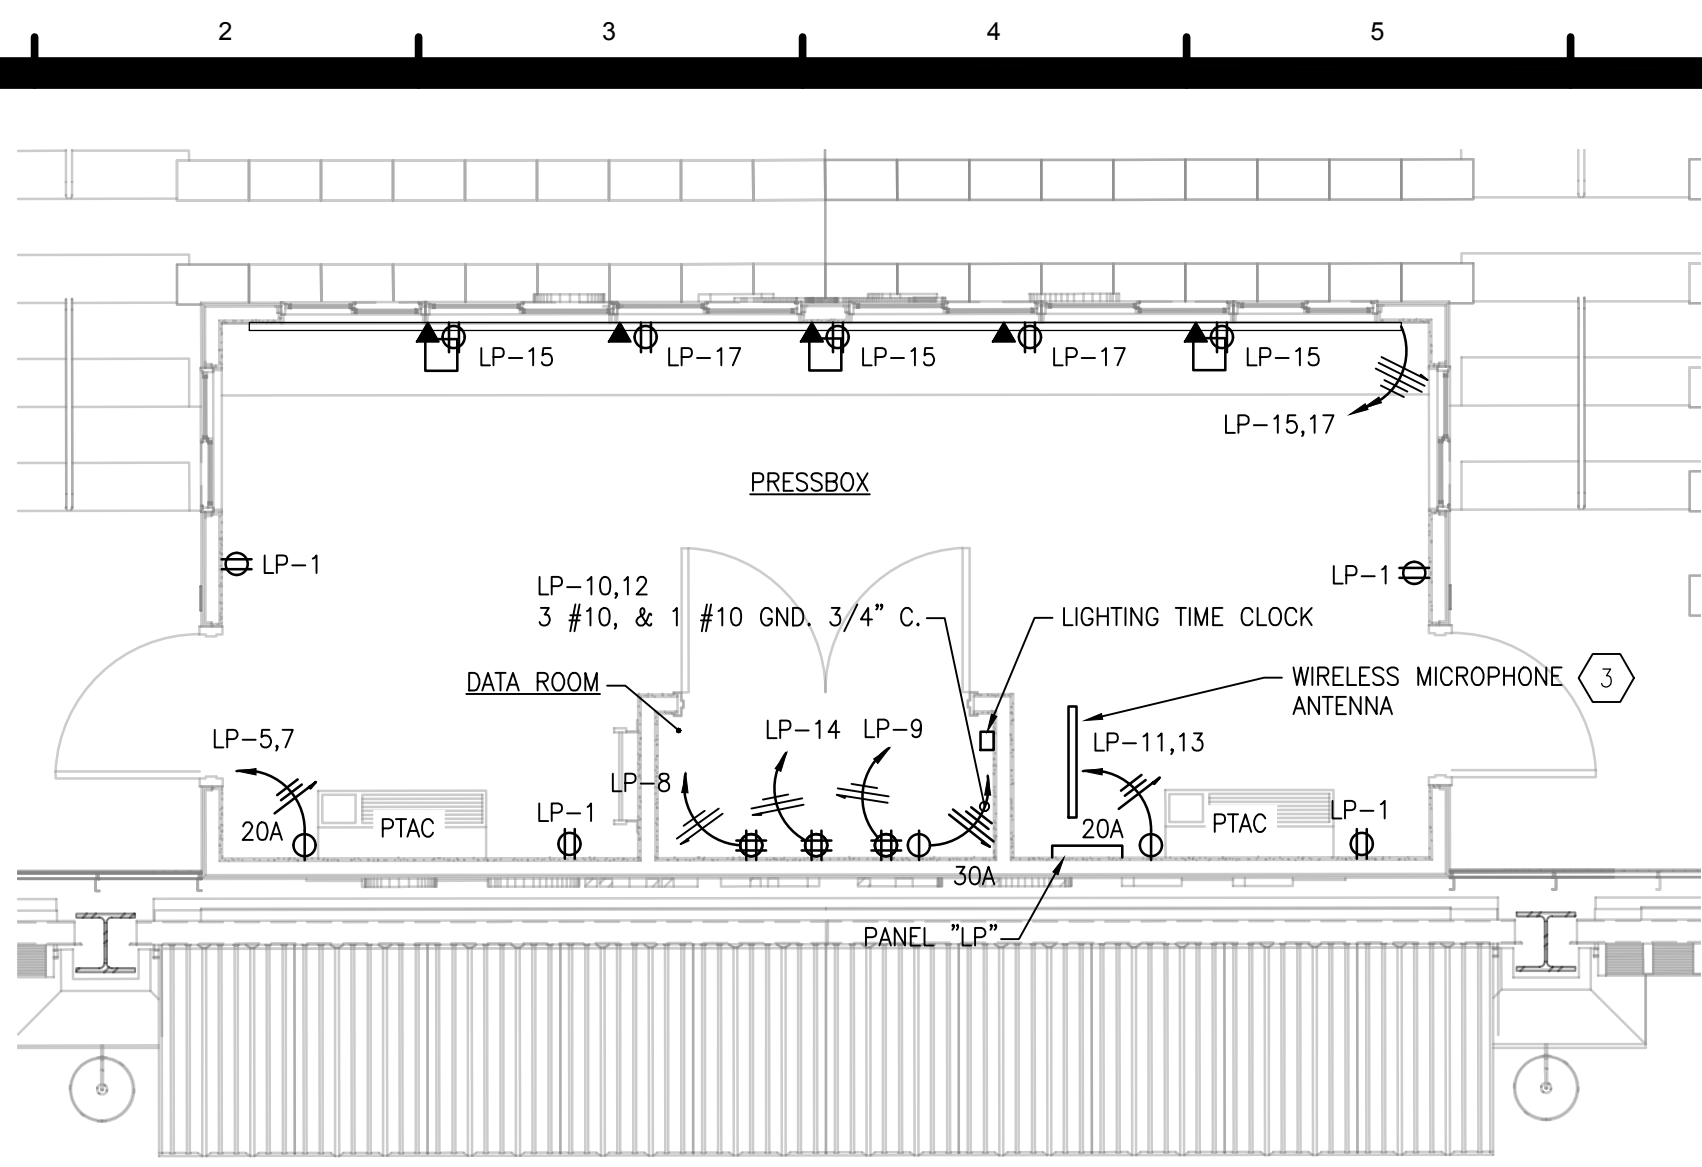 2 3 4 5
LP-15 LP-17 LP-15 LP-17 LP-15
LP-15,17
PRESSBOX
LP-1
LP-1
LP-10,12
3 #10, & 1 #10 GND. 3/4" C.
LIGHTING TIME CLOCK
DATA ROOM
WIRELESS MICROPHONE
ANTENNA
3
LP-5,7
LP-14
LP-9
LP-11,13
LP-8
20A
PTAC
LP-1
20A
PTAC
LP-1
30A
PANEL "LP"